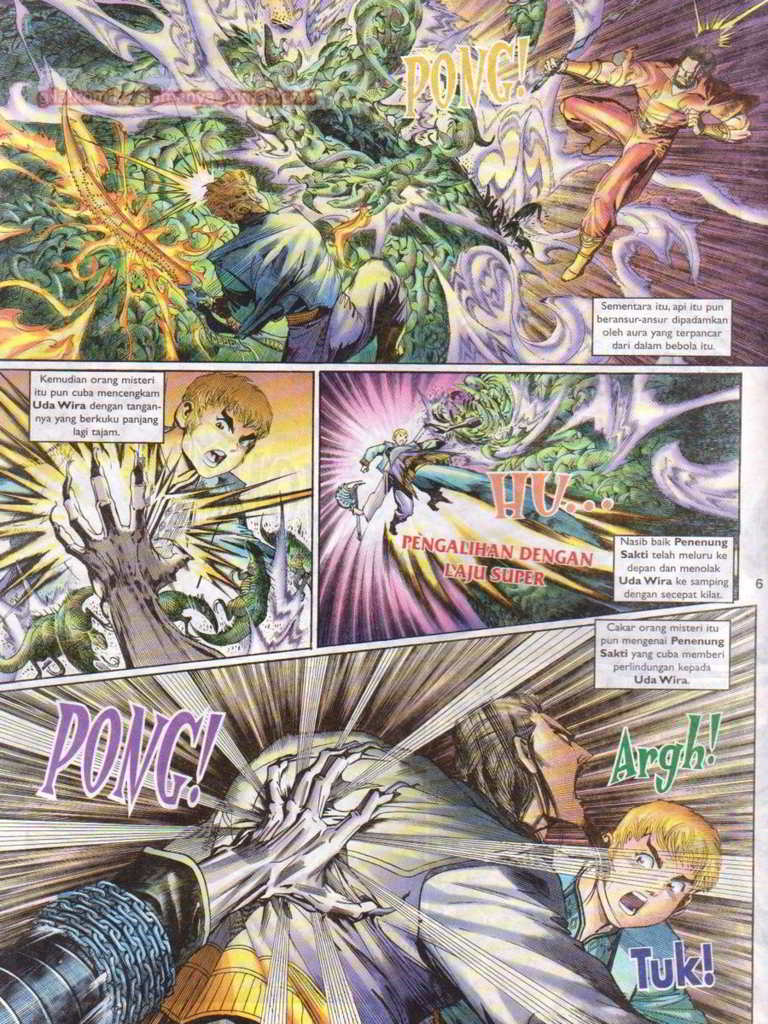 PONG!
Sementara itu, api itu pun
beransur-ansur dipadamkan
oleh aura yang terpancar
dari dalam bebola itu.
Kemudian orang misteri
itu pun cuba mencengkam
Uda Wira dengan tangan-
nya yang berkuku panjang
lagi tajam.
HU...
PENGALIHAN DENGAN
LAJU SUPER
Nasib baik Penenung
Sakti telah meluru ke
depan dan menolak
Uda Wira ke samping
dengan secepat kilat.
6
Cakar orang misteri itu
pun mengenai Penenung
Sakti yang cuba memberi
perlindungan kepada
Uda Wira.
PONG!
Argh!
Tuk!